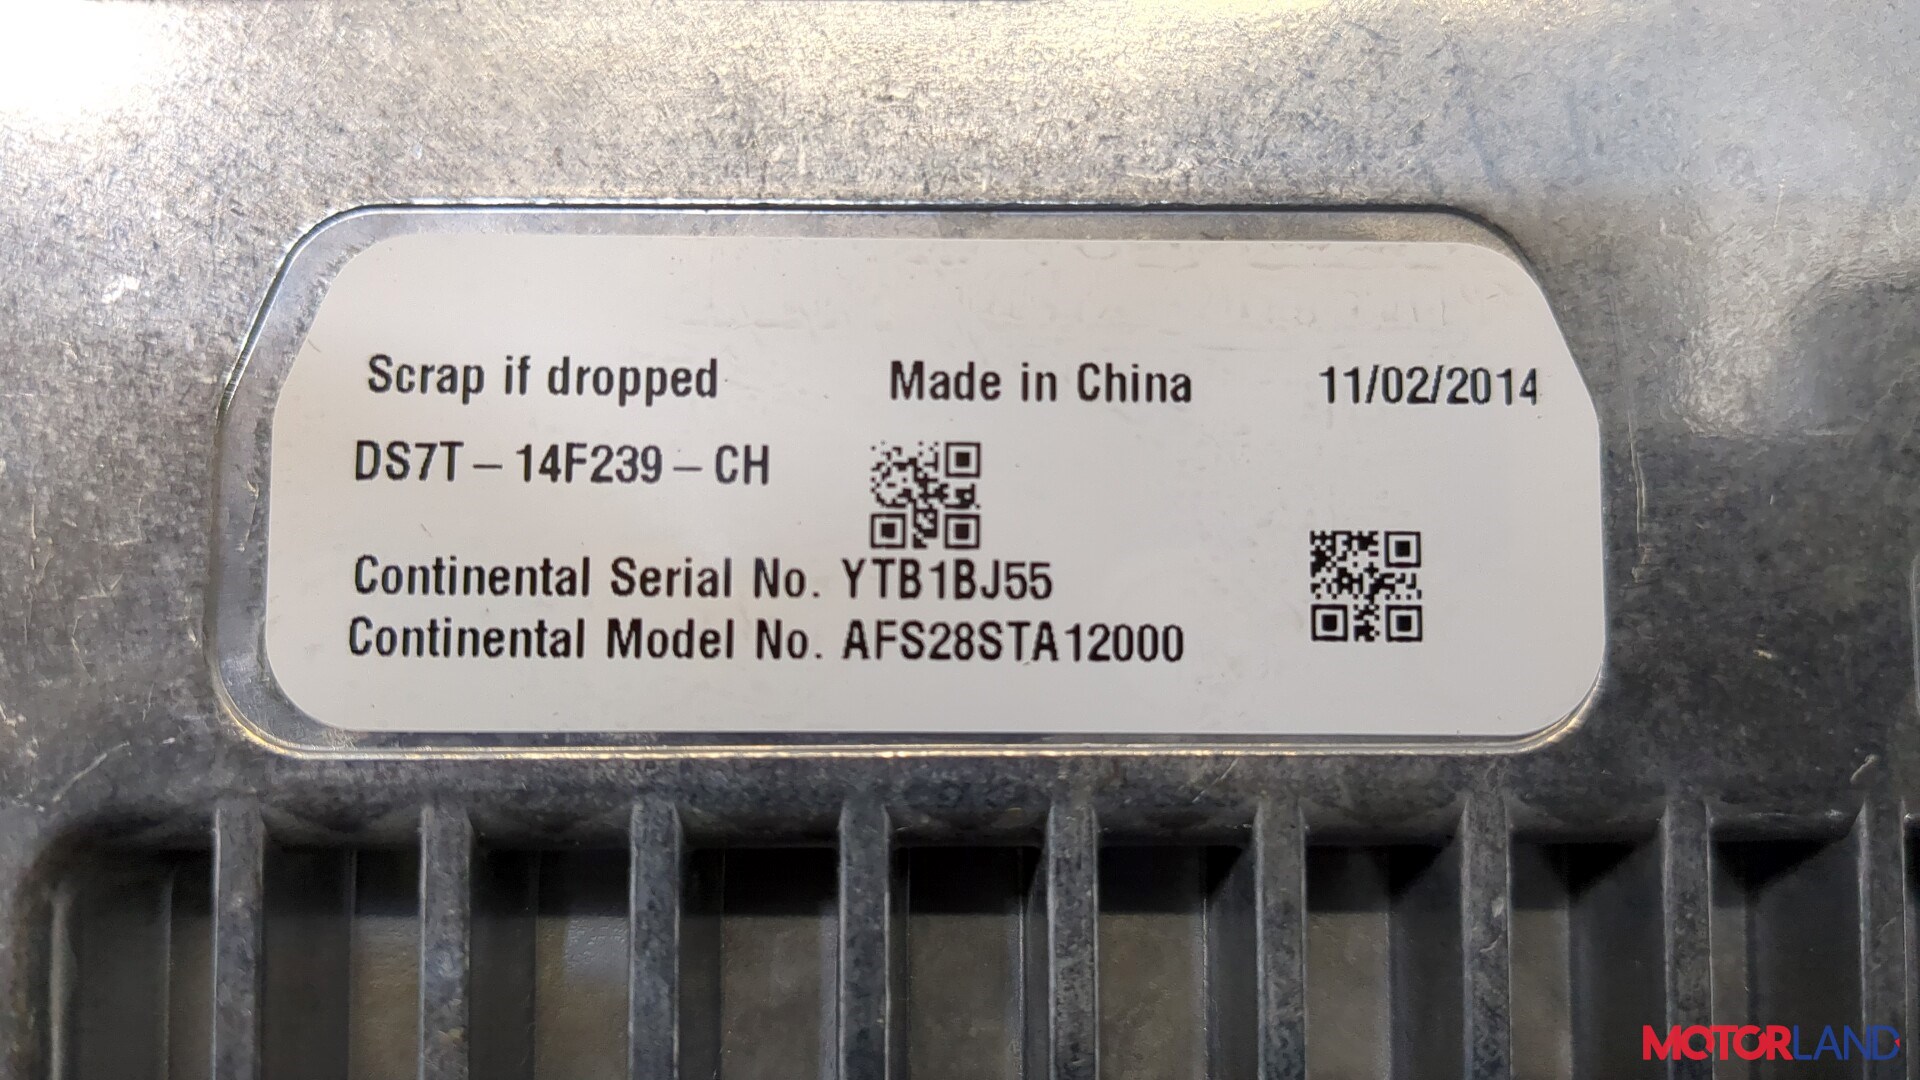 Scrap if dropped Made in China 11/02/2014
DS7T – 14F239 – CH
Continental Serial No. YTB1BJ55
Continental Model No. AFS28STA12000
MOTORLAND